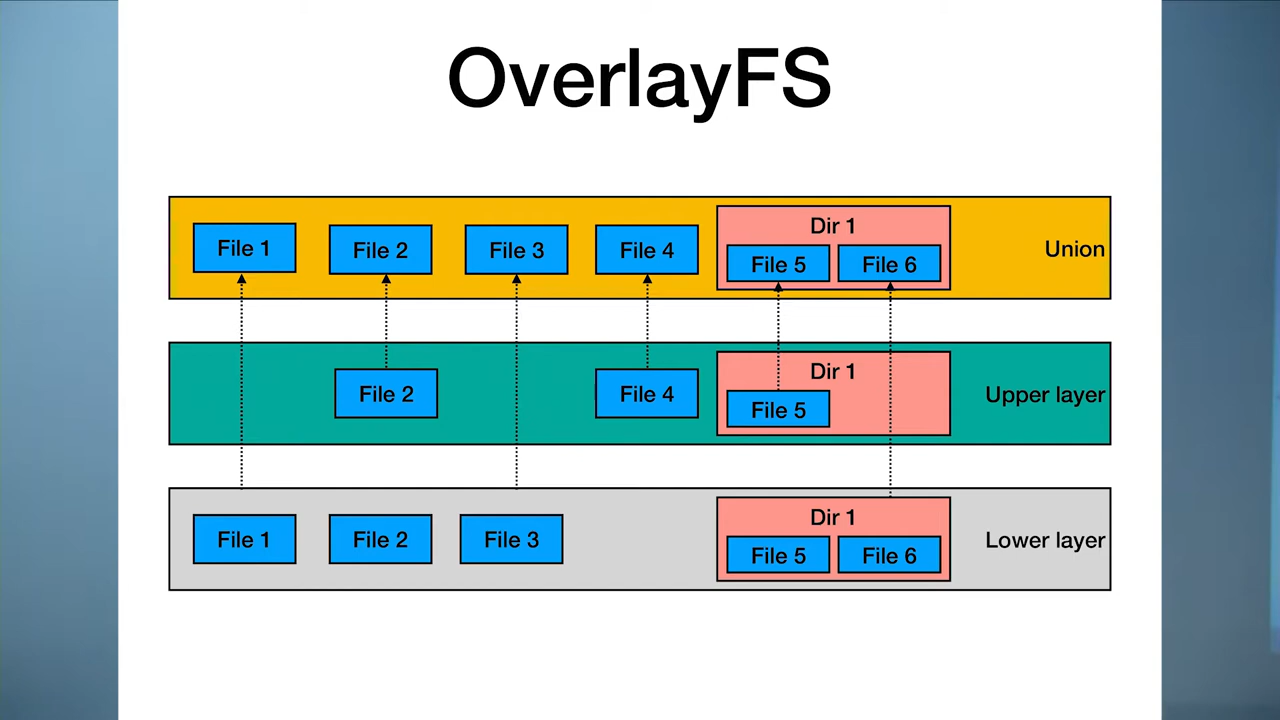 OverlayFS
Dir 1
File 1 File 2 File 3 File 4 Union
File 5 File 6
Dir 1
File 2 File 4 Upper layer
File 5
Dir 1
File 1 File 2 File 3 Lower layer
File 5 File 6